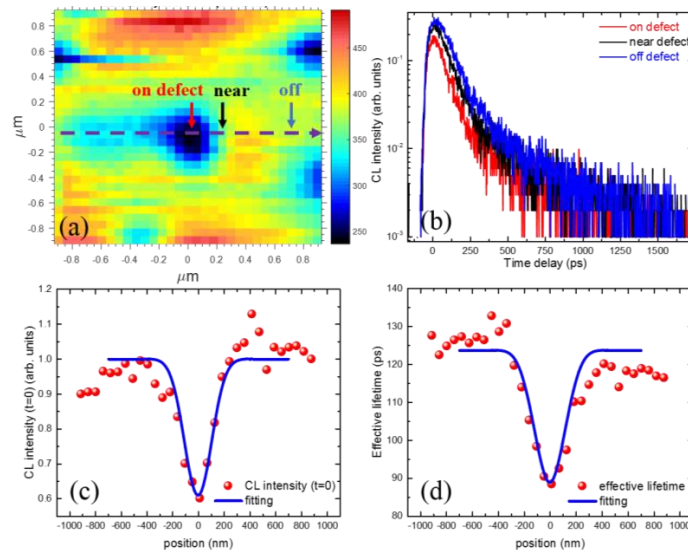 μm
0.8
0.6
0.4
0.2
0
-0.2
-0.4
-0.6
-0.8
on defect near off
(a)
-0.8 -0.6 -0.4 -0.2 0 0.2 0.4 0.6 0.8
μm
450
400
350
300
250
CL intensity (arb. units)
10⁻¹
10⁻²
10⁻³
on defect
near defect
off defect
(b)
0 250 500 750 1000 1250 1500
Time delay (ps)
CL intensity (t=0) (arb. units)
1.2
1.1
1.0
0.9
0.8
0.7
0.6
(c)
CL intensity (t=0)
fitting
-1000 -800 -600 -400 -200 0 200 400 600 800 1000
position (nm)
Effective lifetime (ps)
140
130
120
110
100
90
80
(d)
effective lifetime
fitting
-1000 -800 -600 -400 -200 0 200 400 600 800 1000
position (nm)